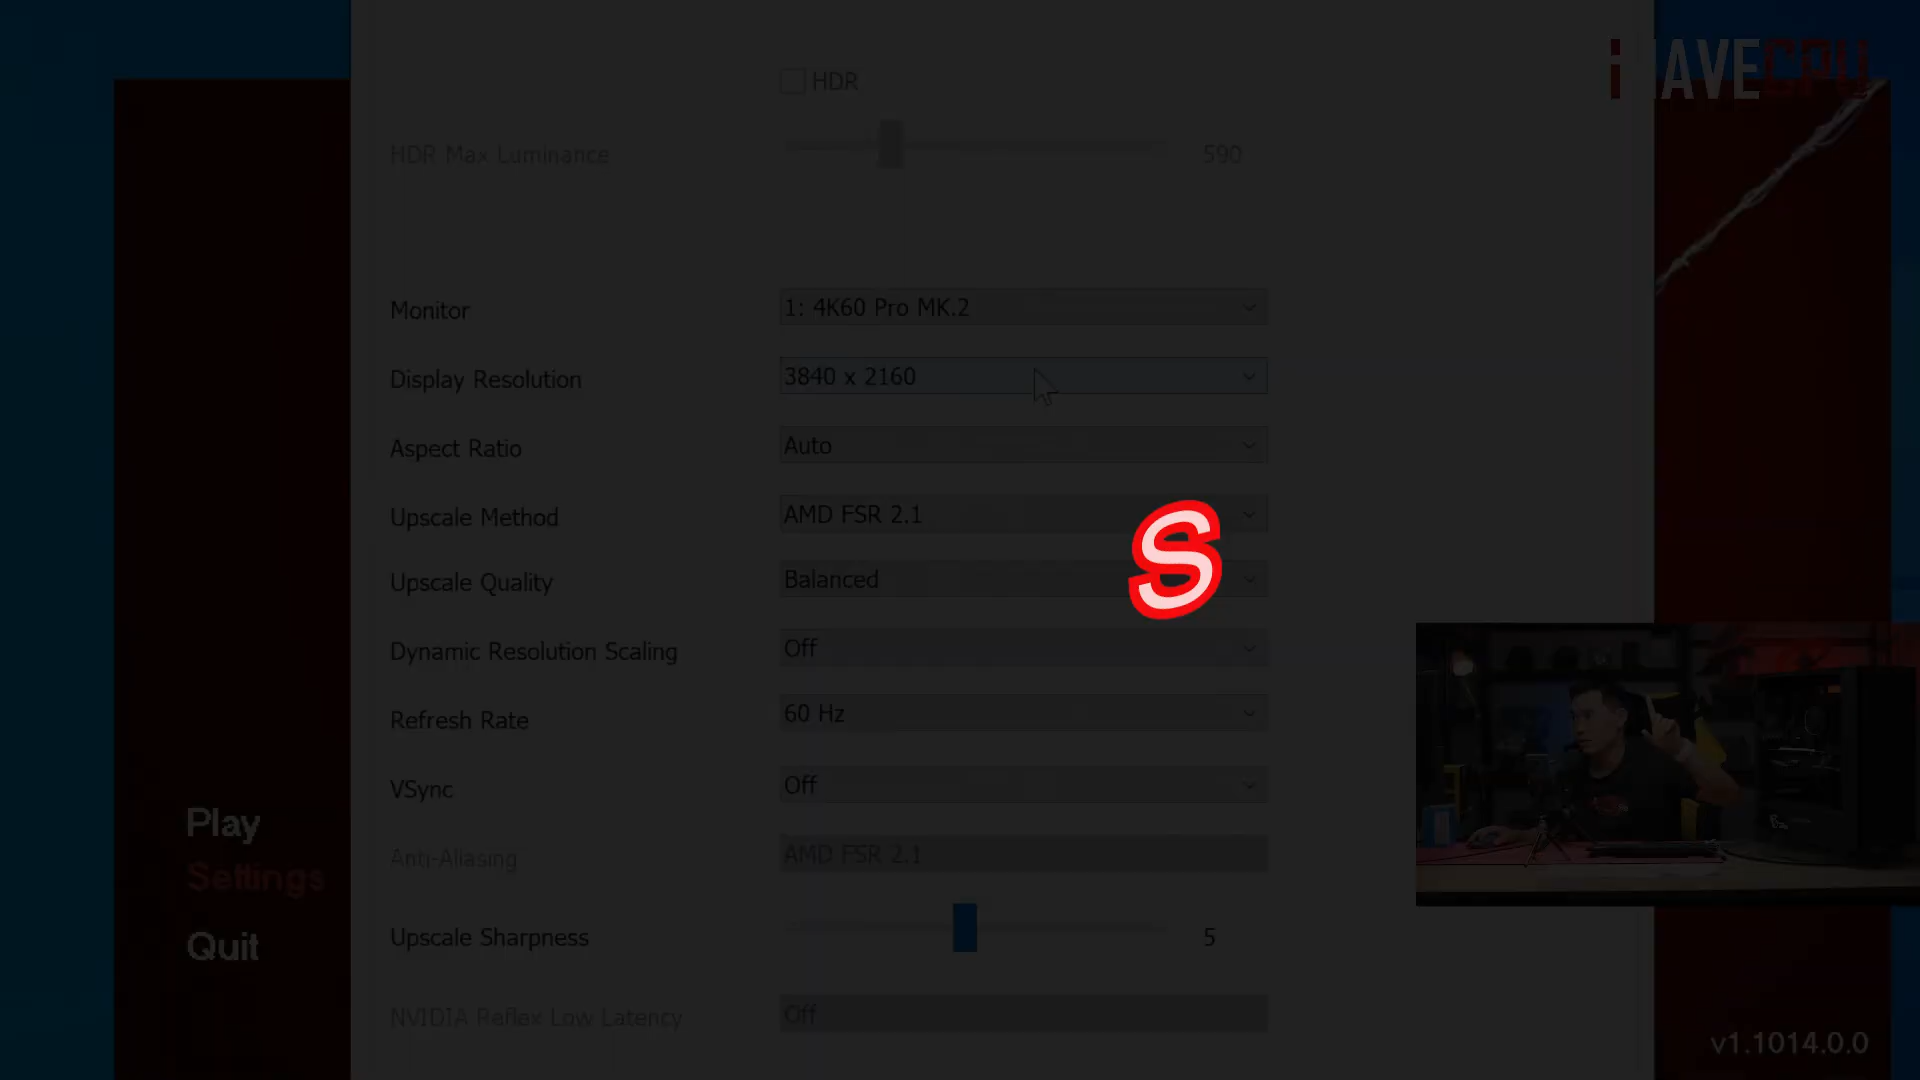 iHAVECPU
HDR
HDR Max Luminance 590
Monitor 1: 4K60 Pro MK.2
Display Resolution 3840 x 2160
Aspect Ratio Auto
Upscale Method AMD FSR 2.1
S
Upscale Quality Balanced
Dynamic Resolution Scaling Off
Refresh Rate 60 Hz
VSync Off
Play
Anti-Aliasing AMD FSR 2.1
Settings
Upscale Sharpness 5
Quit
NVIDIA Reflex Low Latency Off
v1.1014.0.0